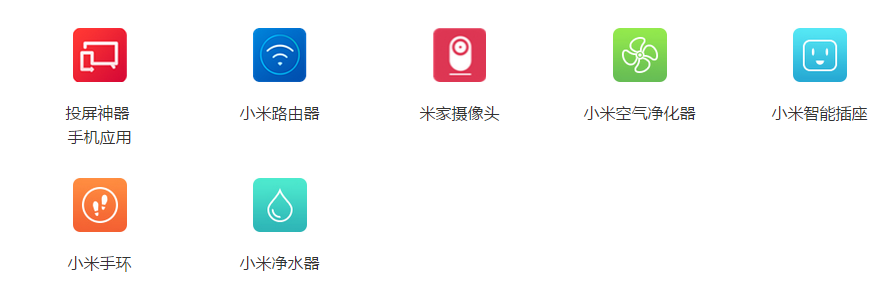 投屏神器
手机应用
小米路由器
米家摄像头
小米空气净化器
小米智能插座
小米手环
小米净水器